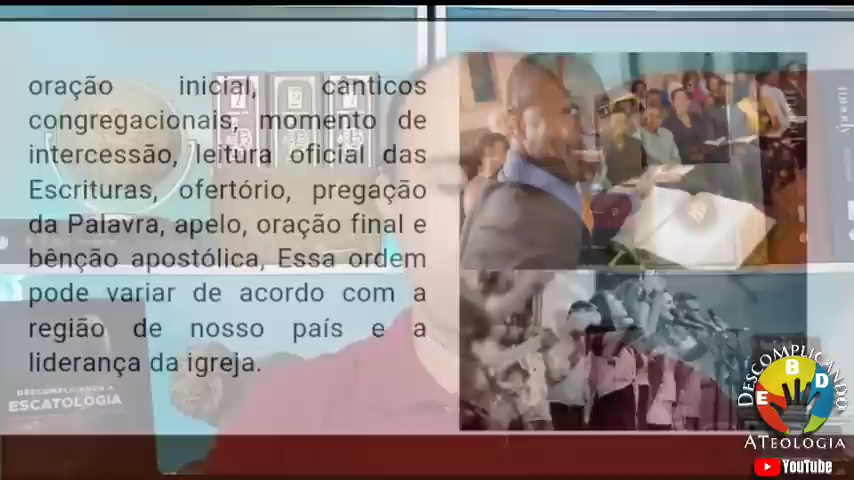 oração inicial, cânticos
congregacionais, momento de
intercessão, leitura oficial das
Escrituras, ofertório, pregação
da Palavra, apelo, oração final e
bênção apostólica, Essa ordem
pode variar de acordo com a
região de nosso país e a
liderança da igreja.
DESCOMPLICANDO A
ESCATOLOGIA
DESCOMPLICANDO
EBD
A TEOLOGIA
YouTube